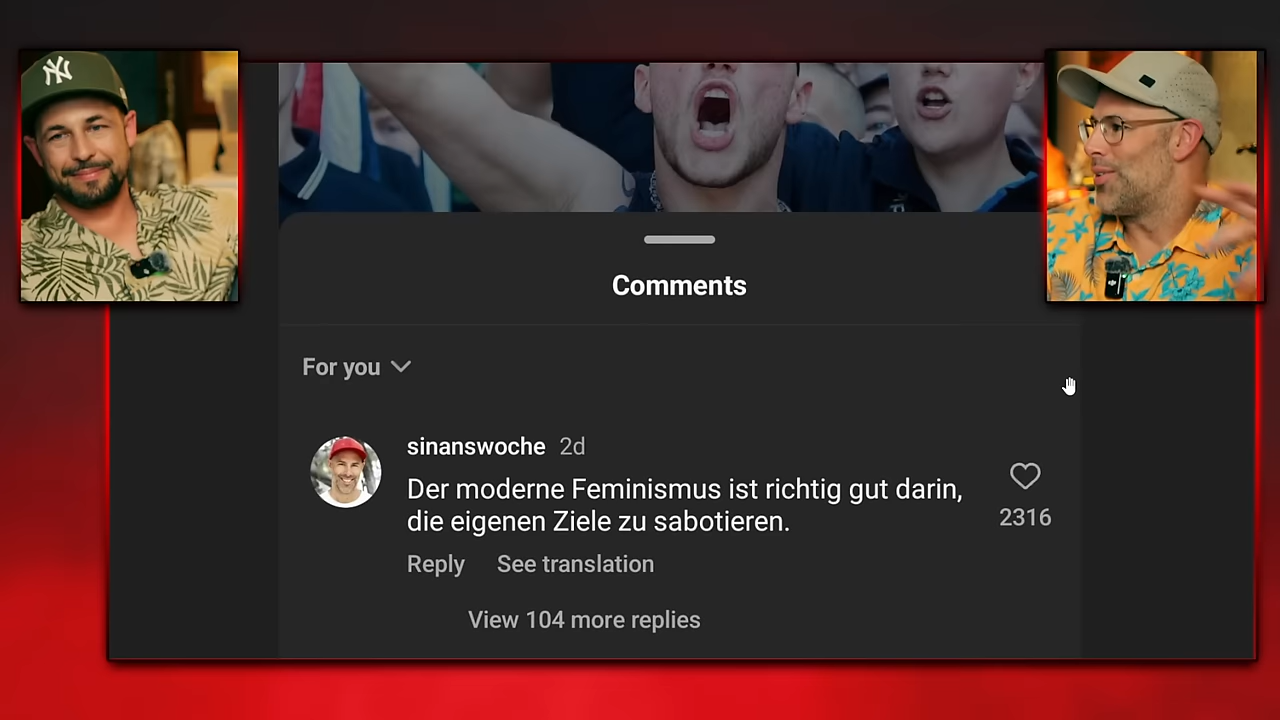 NY
Comments
For you
sinanswoche 2d
Der moderne Feminismus ist richtig gut darin,
die eigenen Ziele zu sabotieren.
2316
Reply See translation
View 104 more replies